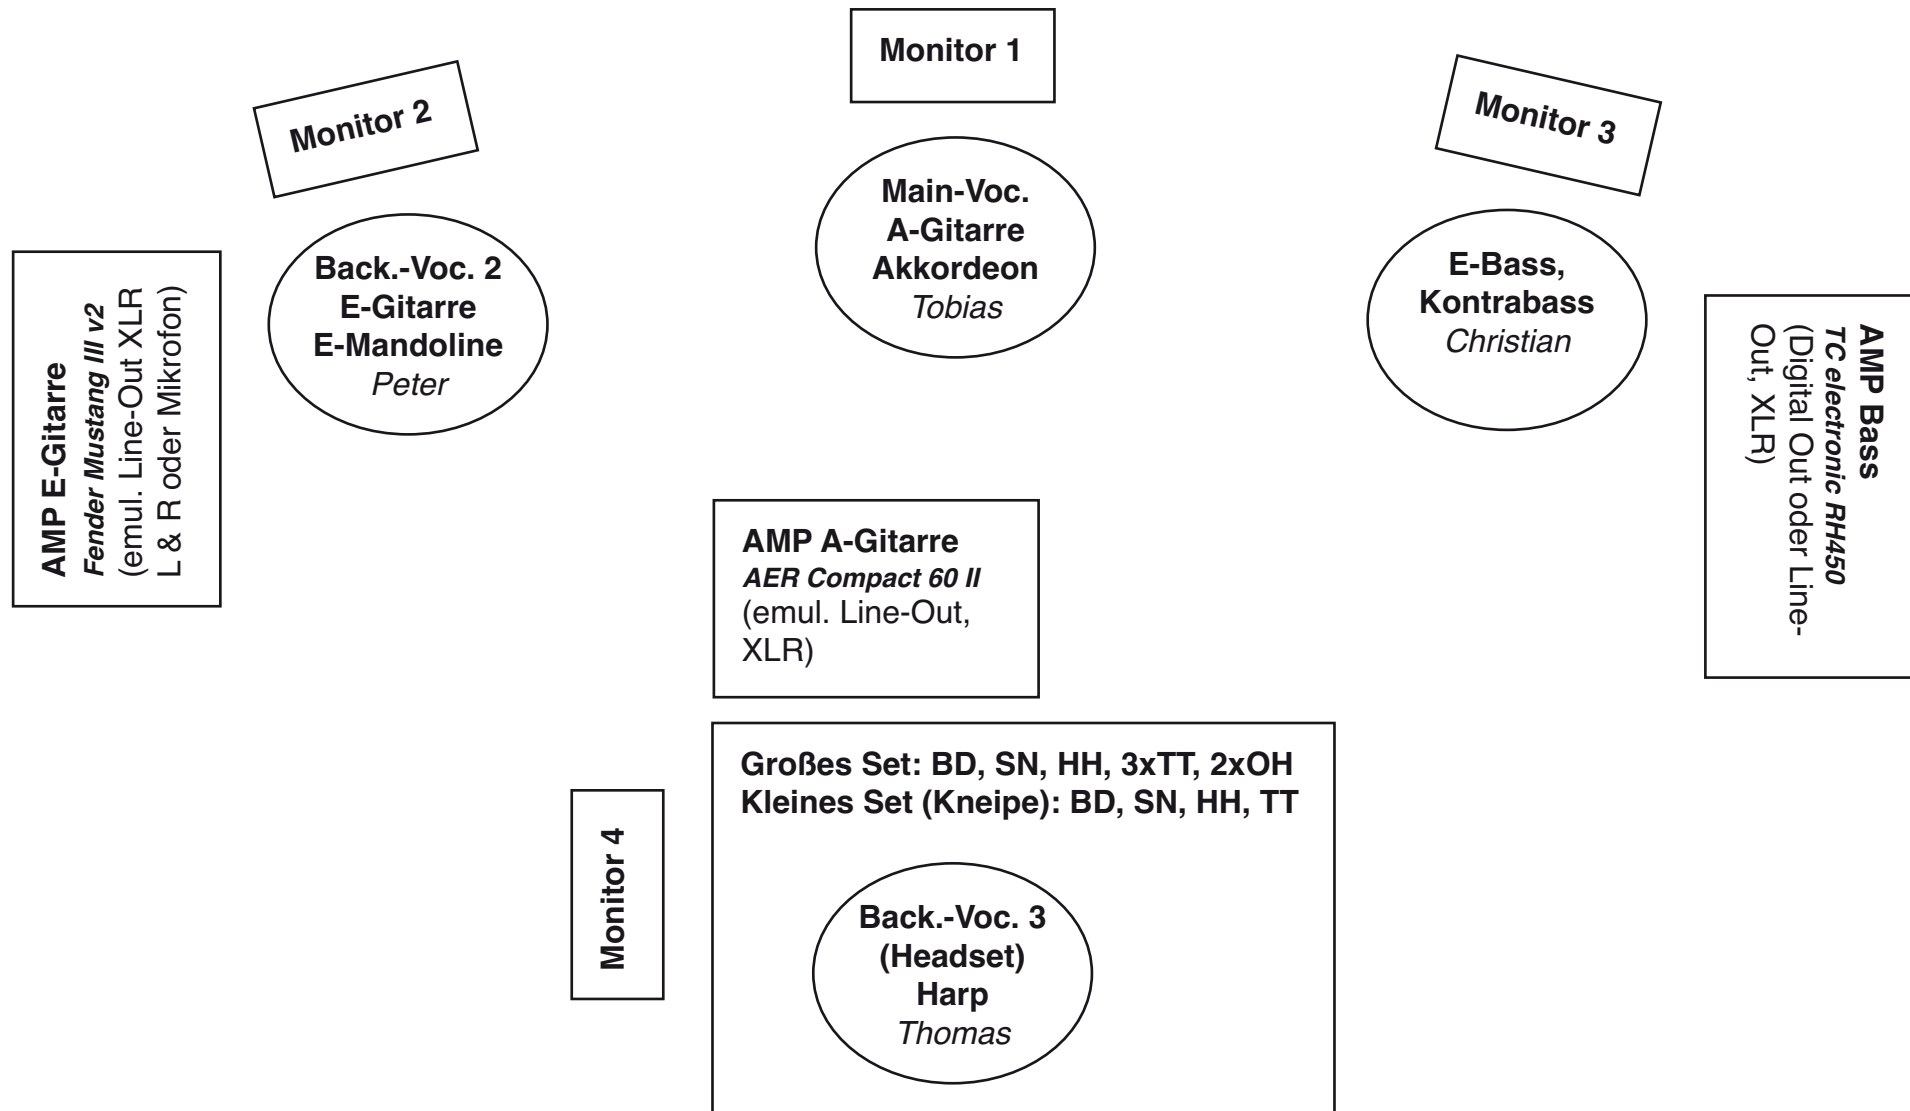 Monitor 1
Monitor 2
Monitor 3
Main-Voc.
A-Gitarre
Akkordeon
Tobias
Back.-Voc. 2
E-Gitarre
E-Mandoline
Peter
E-Bass,
Kontrabass
Christian
AMP E-Gitarre
Fender Mustang III v2
(emul. Line-Out XLR
L & R oder Mikrofon)
AMP Bass
TC electronic RH450
(Digital Out oder Line-
Out, XLR)
AMP A-Gitarre
AER Compact 60 II
(emul. Line-Out,
XLR)
Großes Set: BD, SN, HH, 3xTT, 2xOH
Kleines Set (Kneipe): BD, SN, HH, TT
Monitor 4
Back.-Voc. 3
(Headset)
Harp
Thomas